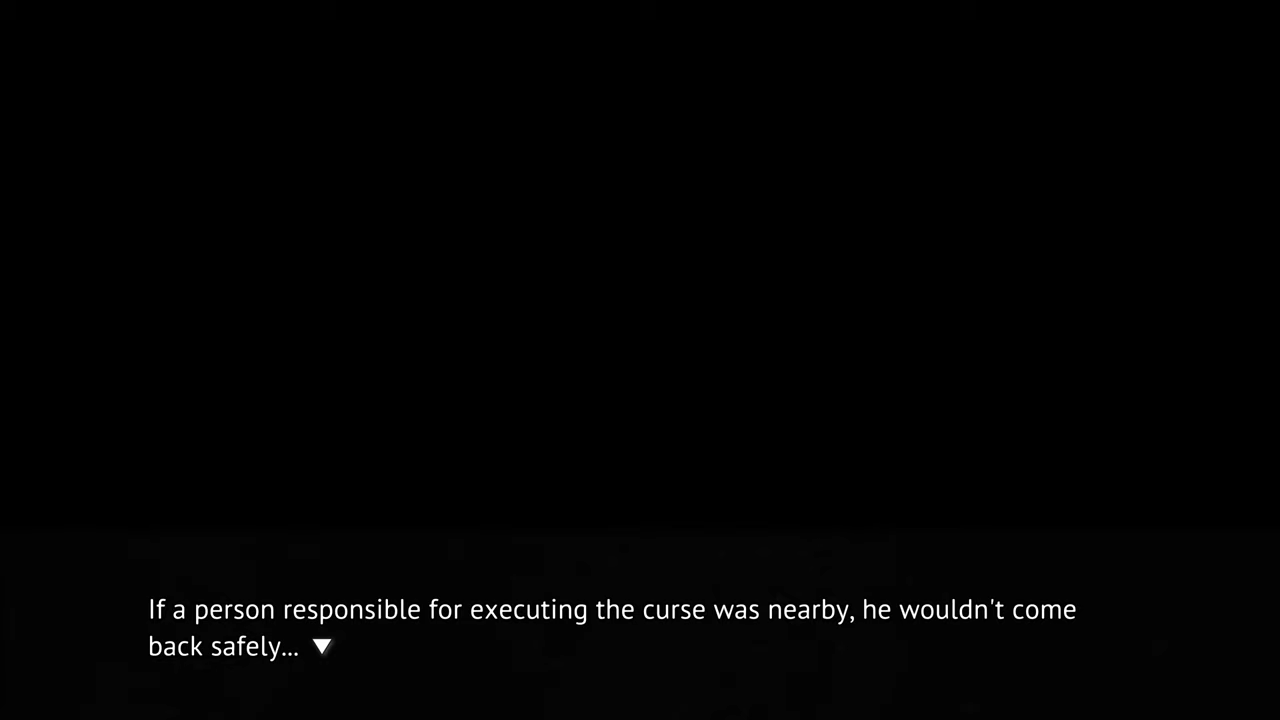 If a person responsible for executing the curse was nearby, he wouldn't come
back safely...